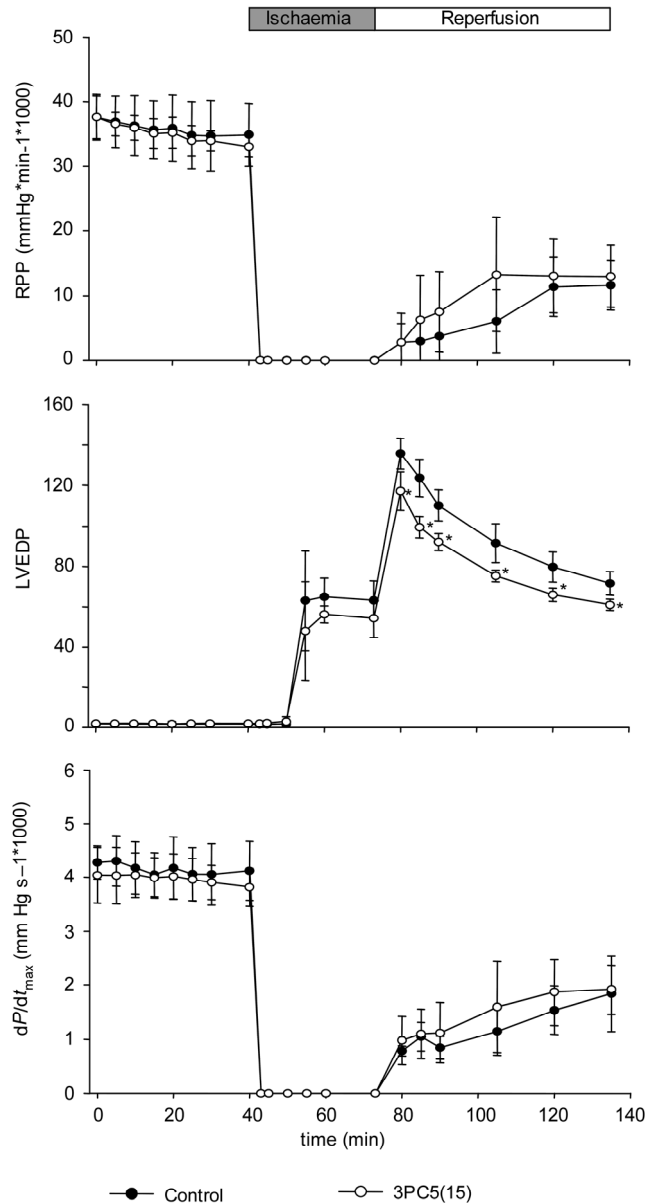 Ischaemia Reperfusion
50
40
30
20
10
0
RPP (mmHg*min-1*1000)
160
120
80
40
0
LVEDP
* * * * * *
6
5
4
3
2
1
0
dP/dtmax (mm Hg s–1*1000)
0 20 40 60 80 100 120 140
time (min)
Control 3PC5(15)